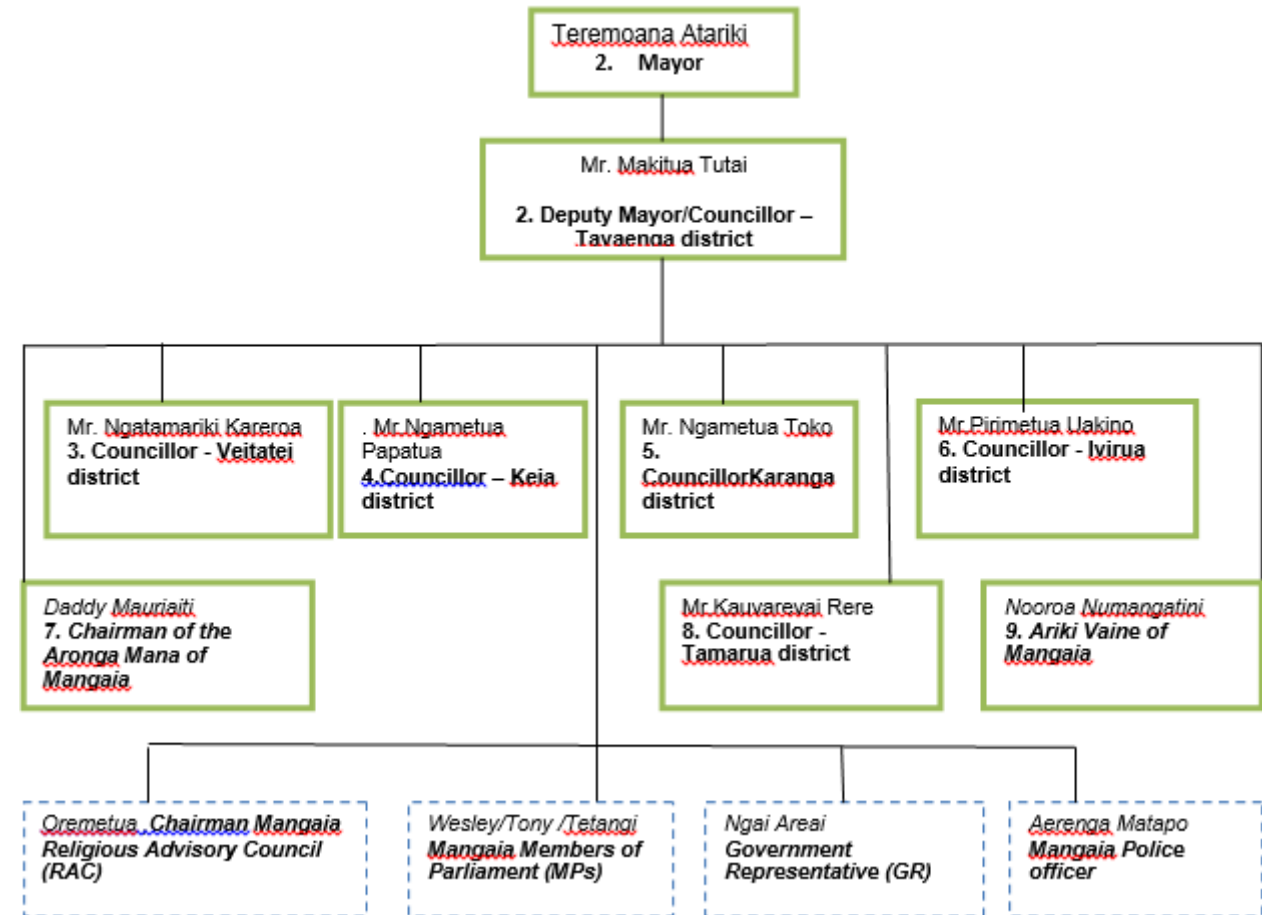 Teremoana Atariki
2. Mayor
Mr. Makitua Tutai
2. Deputy Mayor/Councillor –
Tavaenga district
Mr. Ngatamariki Kareroa
3. Councillor - Veitatei
district
. Mr.Ngametua
Papatua
4.Councillor – Keia
district
Mr. Ngametua Toko
5.
CouncillorKaranga
district
Mr.Pirimetua Uakino
6. Councillor - Ivirua
district
Daddy Mauriaiti
7. Chairman of the
Aronga Mana of
Mangaia
Mr.Kauvarevai Rere
8. Councillor -
Tamarua district
Nooroa Numangatini
9. Ariki Vaine of
Mangaia
Oremetua, Chairman Mangaia
Religious Advisory Council
(RAC)
Wesley/Tony /Tetangi
Mangaia Members of
Parliament (MPs)
Ngai Areai
Government
Representative (GR)
Aerenga Matapo
Mangaia Police
officer